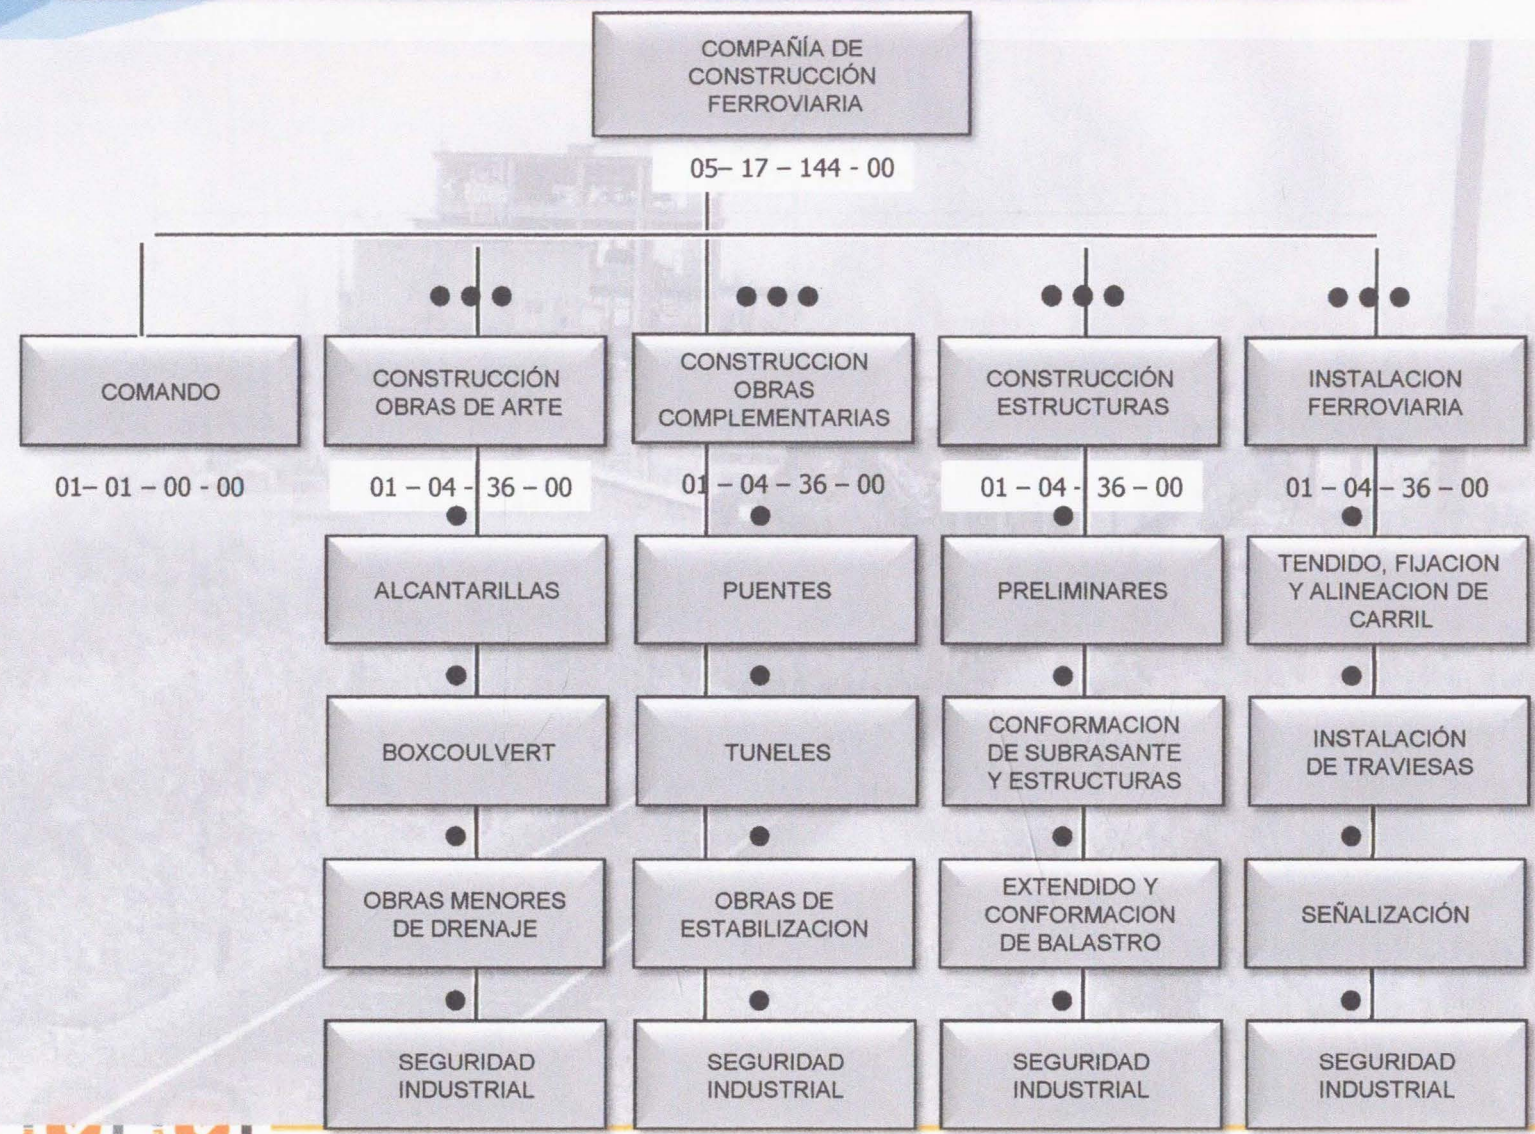 COMPAÑÍA DE
CONSTRUCCIÓN
FERROVIARIA
05– 17 – 144 - 00
COMANDO
01– 01 – 00 - 00
CONSTRUCCIÓN
OBRAS DE ARTE
01 – 04 - 36 – 00
CONSTRUCCION
OBRAS
COMPLEMENTARIAS
01 – 04 – 36 – 00
CONSTRUCCIÓN
ESTRUCTURAS
01 – 04 - 36 – 00
INSTALACION
FERROVIARIA
01 – 04 – 36 – 00
ALCANTARILLAS
PUENTES
PRELIMINARES
TENDIDO, FIJACION
Y ALINEACION DE
CARRIL
BOXCOULVERT
TUNELES
CONFORMACION
DE SUBRASANTE
Y ESTRUCTURAS
INSTALACIÓN
DE TRAVIESAS
OBRAS MENORES
DE DRENAJE
OBRAS DE
ESTABILIZACION
EXTENDIDO Y
CONFORMACION
DE BALASTRO
SEÑALIZACIÓN
SEGURIDAD
INDUSTRIAL
SEGURIDAD
INDUSTRIAL
SEGURIDAD
INDUSTRIAL
SEGURIDAD
INDUSTRIAL